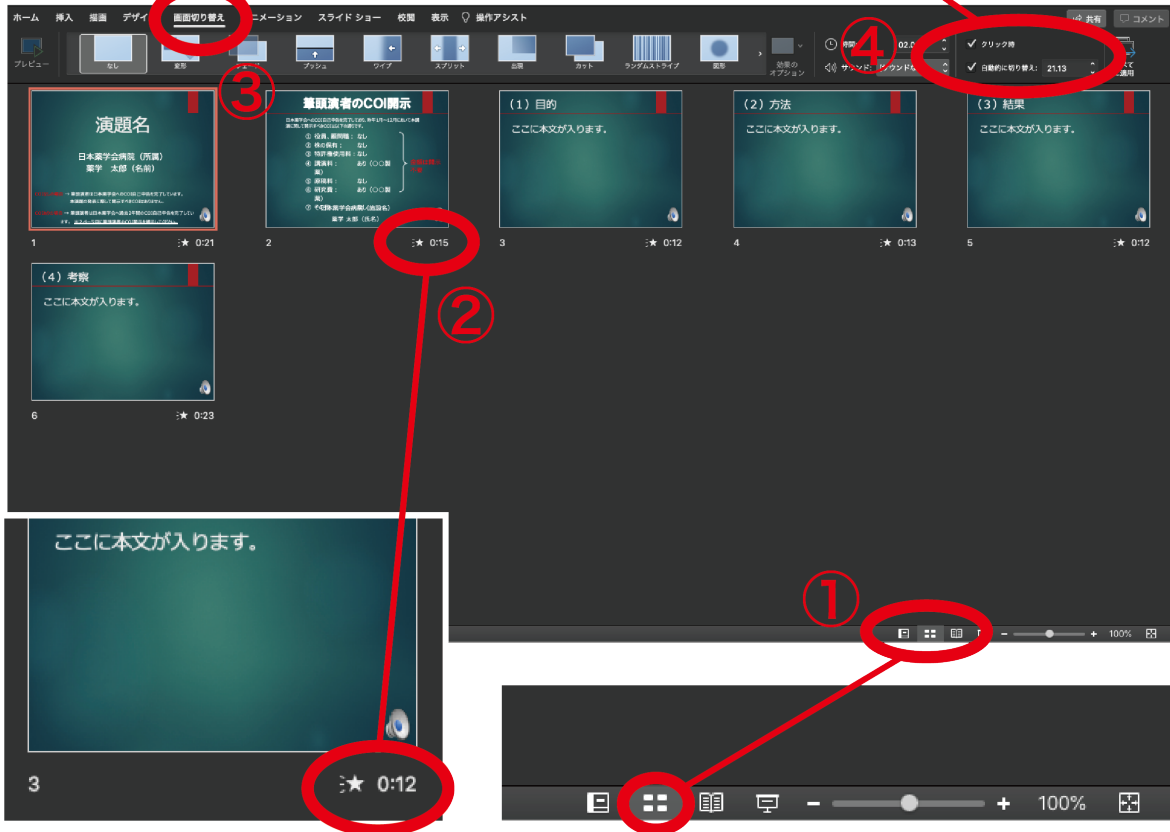 ホーム 挿入 描画 デザイ 画面切り替え ニメーション スライド ショー 校閲 表示 操作アシスト
共有 コメント
プレビュー
なし
変形
プッシュ
ワイプ
スプリット
出現
カット
ランダムストライプ
図形
効果の
オプション
02.0
サウンド:
クリック時
自動的に切り替え: 21.13
適用
③
④
演題名
日本薬学会病院(所属)
薬学 太郎(名前)
1 0:21
筆頭演者のCOI開示
① 役員、顧問職: なし
② 株の保有: なし
③ 特許権使用料: なし
④ 講演料: あり(○○製
薬)
⑤ 原稿料: なし
⑥ 研究費: あり(○○製
薬)
薬学 太郎(氏名)
2 0:15
(1)目的
ここに本文が入ります。
3 0:12
(2)方法
ここに本文が入ります。
4 0:13
(3)結果
ここに本文が入ります。
5 0:12
(4)考察
ここに本文が入ります。
6 0:23
②
①
100%
ここに本文が入ります。
3 0:12
100%